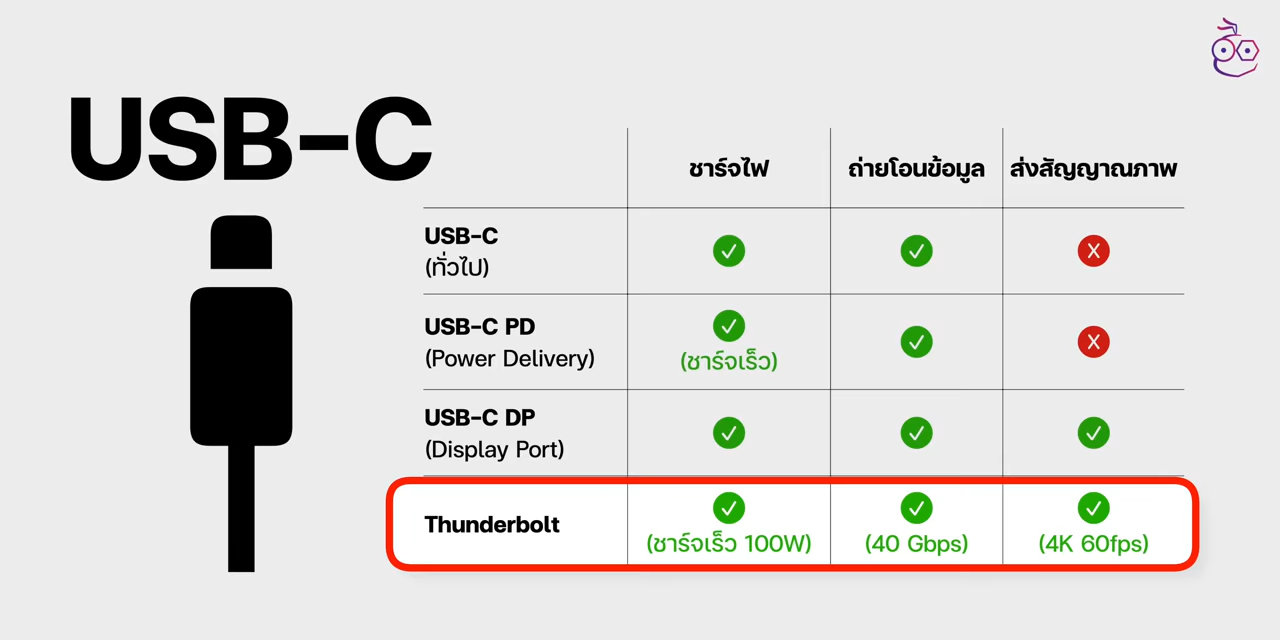 USB-C
ชาร์จไฟ
ถ่ายโอนข้อมูล
ส่งสัญญาณภาพ
USB-C
(ทั่วไป)
USB-C PD
(Power Delivery)
(ชาร์จเร็ว)
USB-C DP
(Display Port)
Thunderbolt
(ชาร์จเร็ว 100W)
(40 Gbps)
(4K 60fps)